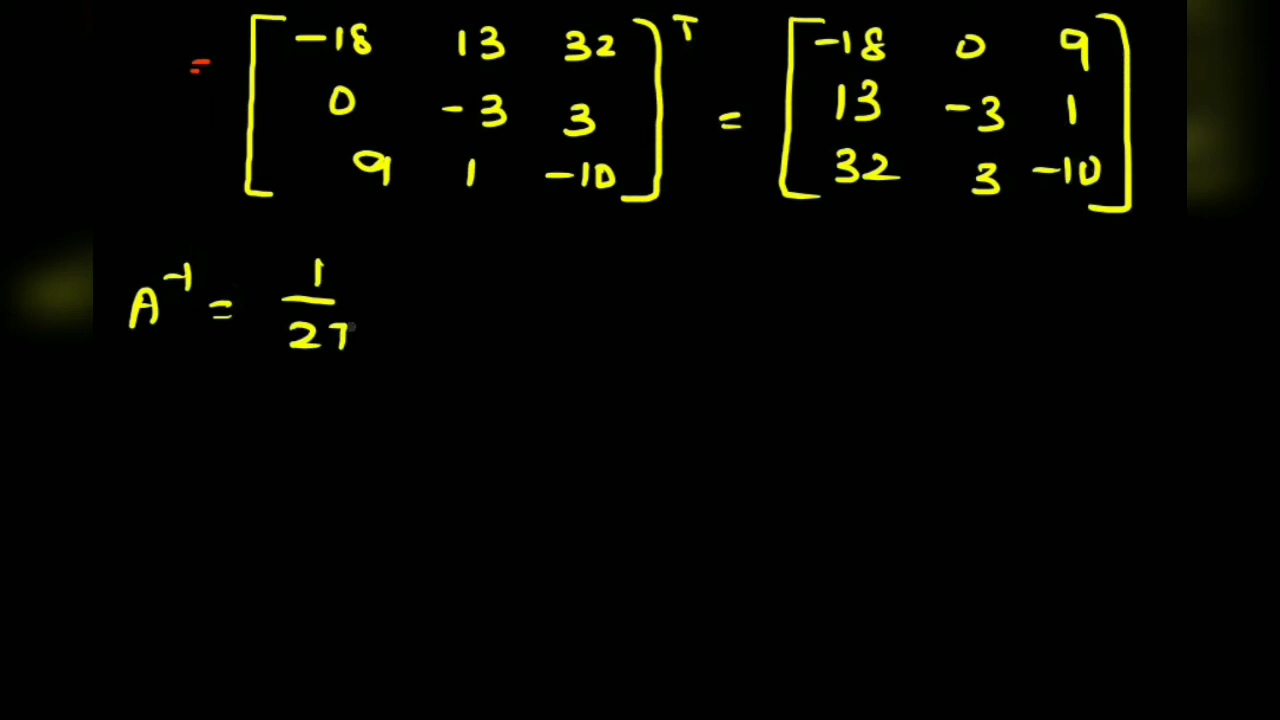 = [ -18 13 32 ]ᵀ = [ -18 0 9 ]
0 -3 3 13 -3 1
9 1 -10 32 3 -10
A⁻¹ = 1/27